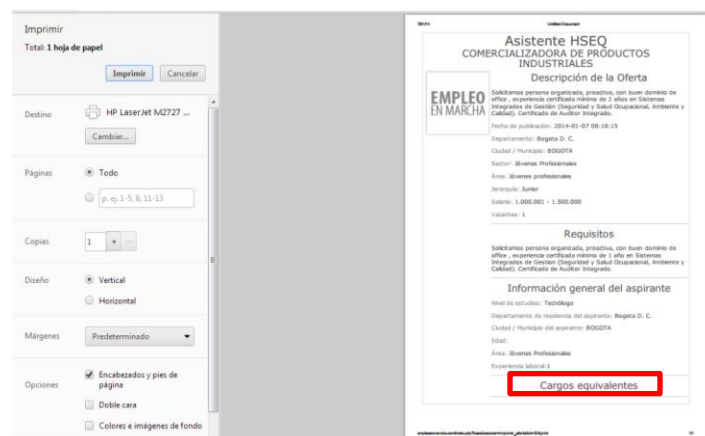 Imprimir
Total: 1 hoja de papel
Imprimir Cancelar
Destino HP LaserJet M2727 ...
Cambiar...
Páginas Todo
p. ej. 1-5, 8, 11-13
Copias 1 + -
Diseño Vertical
Horizontal
Márgenes Predeterminado
Opciones Encabezados y pies de
página
Doble cara
Colores e imágenes de fondo
Untitled Document
Asistente HSEQ
COMERCIALIZADORA DE PRODUCTOS
INDUSTRIALES
EMPLEO
EN MARCHA
Descripción de la Oferta
Solicitamos persona organizada, proactiva, con buen dominio de
office , experiencia certificada mínimo de 2 años en Sistemas
Integrados de Gestión (Seguridad y Salud Ocupacional, Ambiente y
Calidad). Certificado de Auditor Integrado.
Fecha de publicación: 2014-01-07 08:18:15
Departamento: Bogota D. C.
Ciudad / Municipio: BOGOTA
Sector: Jóvenes Profesionales
Área: Jóvenes profesionales
Jerarquía: Junior
Salario: 1.000.001 - 1.500.000
Vacantes: 1
Requisitos
Solicitamos persona organizada, proactiva, con buen dominio de
office , experiencia certificada mínimo de 1 año en Sistemas
Integrados de Gestión (Seguridad y Salud Ocupacional, Ambiente y
Calidad). Certificado de Auditor Integrado.
Información general del aspirante
Nivel de estudios: Tecnólogo
Departamento de residencia del aspirante: Bogota D. C.
Ciudad / Municipio del aspirante: BOGOTA
Edad:
Área: Jóvenes Profesionales
Experiencia laboral:1
Cargos equivalentes